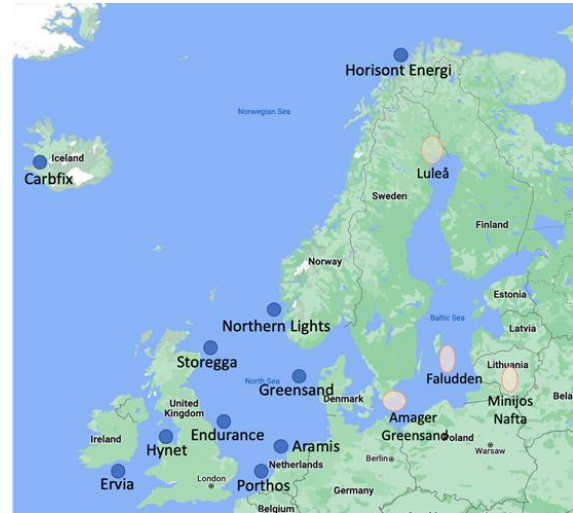 Horisont Energi
Norwegian Sea
Iceland
Carbfix
Luleå
Sweden
Finland
Norway
Northern Lights
Estonia
Baltic Sea
Latvia
Storegga
North Sea
Greensand
Denmark
Faludden
Lithuania
Minijos
Nafta
Bela
United
Kingdom
Ireland
Hynet
Endurance
Amager
Greensand
Poland
Warsaw
Berlin
Aramis
Netherlands
Ervia
London
Porthos
Germany
Belgium